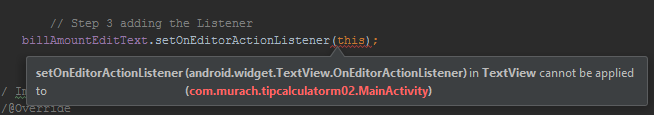 // Step 3 adding the Listener
billAmountEditText.setOnEditorActionListener(this);
setOnEditorActionListener (android.widget.TextView.OnEditorActionListener) in TextView cannot be applied
to (com.murach.tipcalculatorm02.MainActivity)
/ In
/@Override